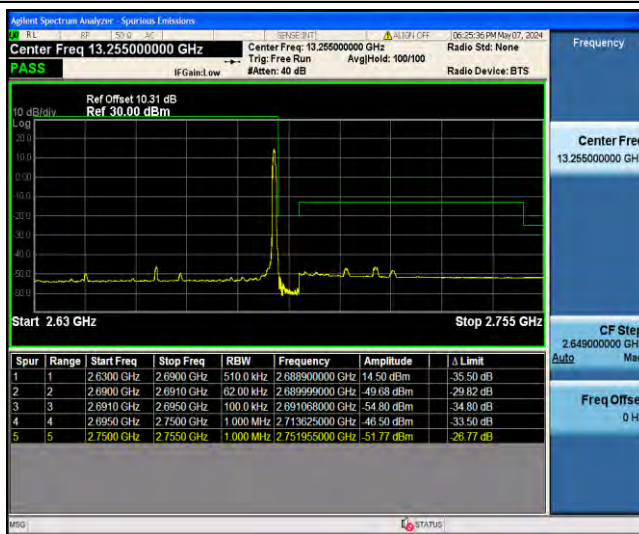 Agilent Spectrum Analyzer - Spurious Emissions
RL RF 50 Ω AC SENSE:INT ALIGN OFF 06:25:35 PM May 07, 2024
Center Freq 13.255000000 GHz Center Freq: 13.255000000 GHz Radio Std: None Frequency
PASS Trig: Free Run Avg|Hold: 100/100
IFGain:Low #Atten: 40 dB Radio Device: BTS
Ref Offset 10.31 dB
10 dB/div Ref 30.00 dBm
Log
20.0
10.0
0.00
-10.0
-20.0
-30.0
-40.0
-50.0
-60.0
Start 2.63 GHz Stop 2.755 GHz
Center Fre
13.255000000 GH
CF Step
2.649000000 GH
Auto Ma
Freq Offse
0 H
Spur Range Start Freq Stop Freq RBW Frequency Amplitude Δ Limit
1 1 2.6300 GHz 2.6900 GHz 510.0 kHz 2.688900000 GHz 14.50 dBm -35.50 dB
2 2 2.6900 GHz 2.6910 GHz 62.00 kHz 2.689999000 GHz -49.68 dBm -29.82 dB
3 3 2.6910 GHz 2.6950 GHz 100.0 kHz 2.691068000 GHz -54.80 dBm -34.80 dB
4 4 2.6950 GHz 2.7500 GHz 1.000 MHz 2.713625000 GHz -46.50 dBm -33.50 dB
5 5 2.7500 GHz 2.7550 GHz 1.000 MHz 2.751955000 GHz -51.77 dBm -26.77 dB
MSG STATUS